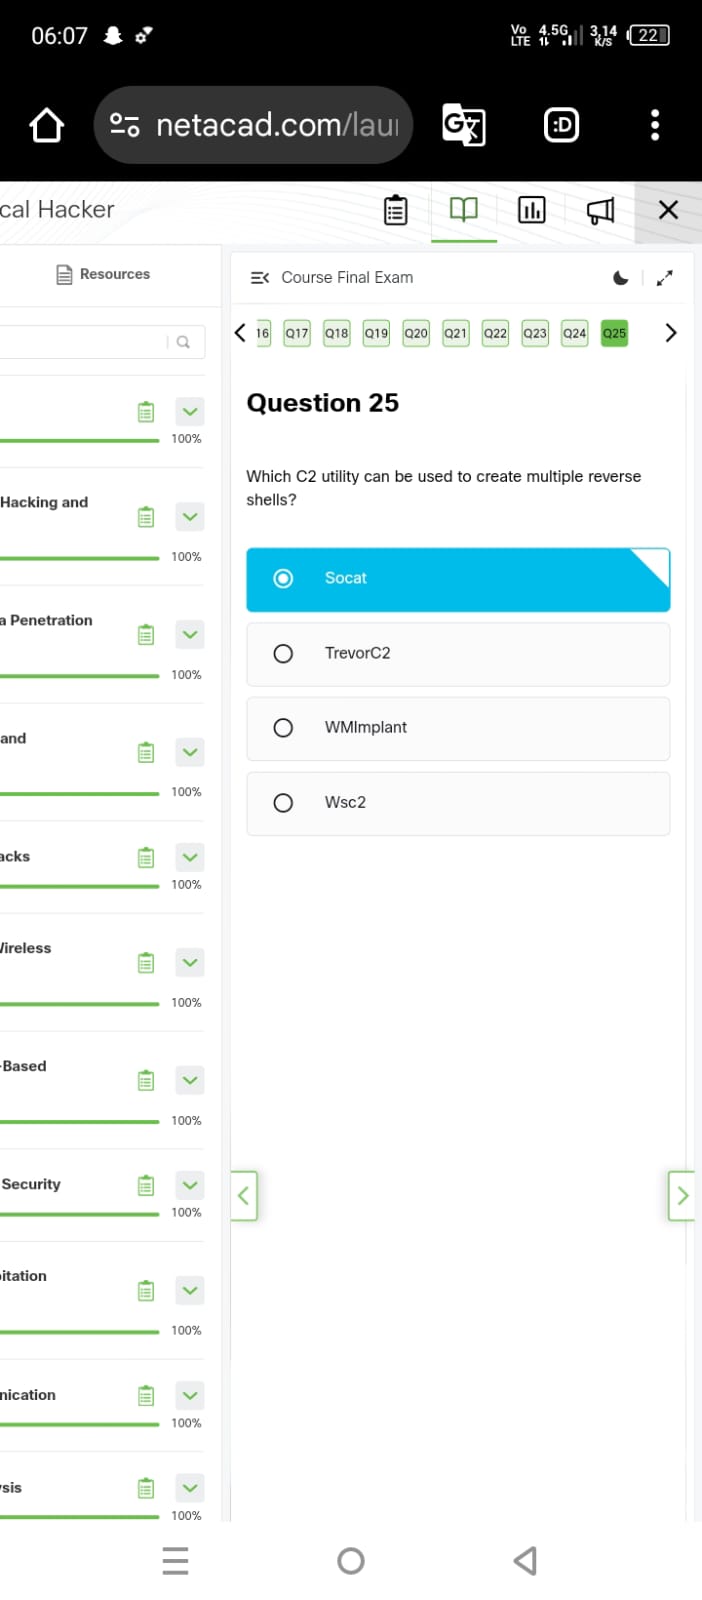 06:07
Vo LTE 4.5G 3,14 K/S 22
netacad.com/lau
cal Hacker
Resources
Course Final Exam
16 Q17 Q18 Q19 Q20 Q21 Q22 Q23 Q24 Q25
Question 25
Which C2 utility can be used to create multiple reverse
shells?
Socat
TrevorC2
WMImplant
Wsc2
100%
Hacking and
100%
a Penetration
100%
and
100%
acks
100%
Vireless
100%
-Based
100%
Security
100%
itation
100%
nication
100%
sis
100%